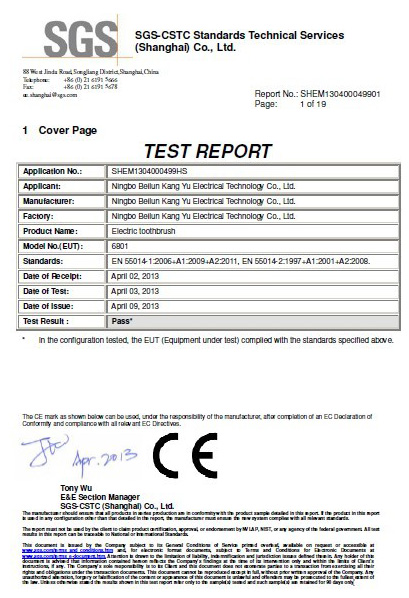 SGS
SGS-CSTC Standards Technical Services
(Shanghai) Co., Ltd.
88 West Jinda Road, Songjiang District, Shanghai, China
Telephone: +86 (0) 21 6191 5666
Fax: +86 (0) 21 6191 5678
ee.shanghai@sgs.com
Report No.: SHEM130400049901
Page: 1 of 19
1 Cover Page
TEST REPORT
Application No.: SHEM1304000499HS
Applicant: Ningbo Beilun Kang Yu Electrical Technology Co., Ltd.
Manufacturer: Ningbo Beilun Kang Yu Electrical Technology Co., Ltd.
Factory: Ningbo Beilun Kang Yu Electrical Technology Co., Ltd.
Product Name: Electric toothbrush
Model No.(EUT): 6801
Standards: EN 55014-1:2006+A1:2009+A2:2011, EN 55014-2:1997+A1:2001+A2:2008.
Date of Receipt: April 02, 2013
Date of Test: April 03, 2013
Date of Issue: April 09, 2013
Test Result : Pass*
* In the configuration tested, the EUT (Equipment under test) complied with the standards specified above.
The CE mark as shown below can be used, under the responsibility of the manufacturer, after completion of an EC Declaration of
Conformity and compliance with all relevant EC Directives.
Apr. 2013
CE
Tony Wu
E&E Section Manager
SGS-CSTC (Shanghai) Co., Ltd.
The manufacturer should ensure that all products in series production are in conformity with the product sample detailed in this report. If the product in this report
is used in any configuration other than that detailed in the report, the manufacturer must ensure the new system complies with all relevant standards.
The report must not be used by the client to claim product certification, approval, or endorsement by NVLAP, NIST, or any agency of the federal government. All test
results in this report can be traceable to National or International Standards.
This document is issued by the company subject to its General Conditions of Service printed overleaf, available on request or accessible at
www.sgs.com/terms_and_conditions.htm and, for electronic format documents, subject to Terms and Conditions for Electronic Documents at
www.sgs.com/terms_e-document.htm. Attention is drawn to the limitation of liability, indemnification and jurisdiction issues defined therein. Any holder of this
document is advised that information contained hereon reflects the Company's findings at the time of its intervention only and within the limits of Client's
instructions, if any. The Company's sole responsibility is to its Client and this document does not exonerate parties to a transaction from exercising all their
rights and obligations under the transaction documents. This document cannot be reproduced except in full, without prior written approval of the Company. Any
unauthorized alteration, forgery or falsification of the content or appearance of this document is unlawful and offenders may be prosecuted to the fullest extent of
the law. Unless otherwise stated the results shown in this test report refer only to the sample(s) tested and such sample(s) are retained for 90 days only.